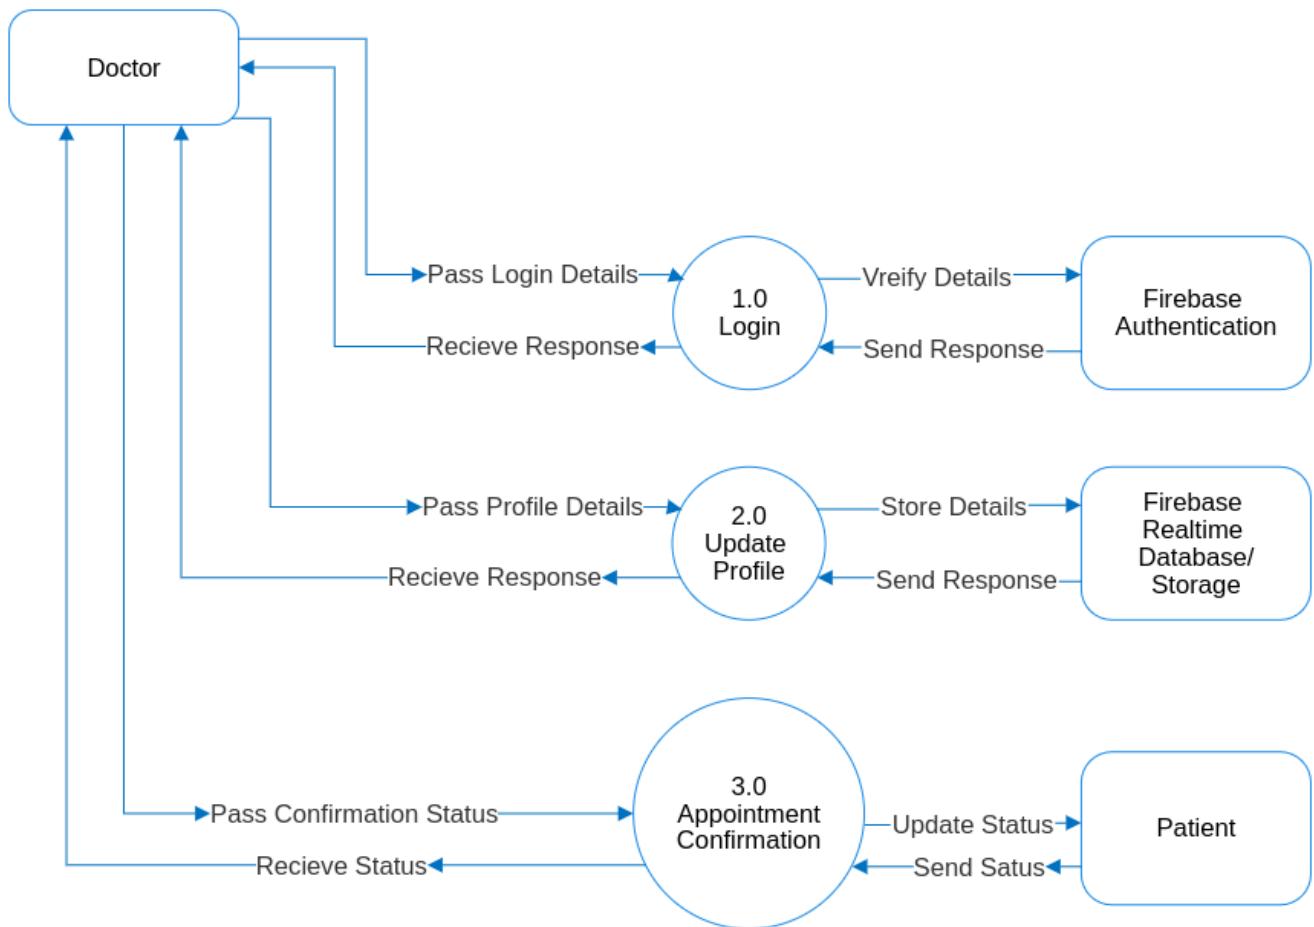 Doctor
Pass Login Details
1.0
Login
Vreify Details
Firebase
Authentication
Recieve Response
Send Response
Pass Profile Details
2.0
Update
Profile
Store Details
Firebase
Realtime
Database/
Storage
Recieve Response
Send Response
Pass Confirmation Status
3.0
Appointment
Confirmation
Update Status
Patient
Recieve Status
Send Satus